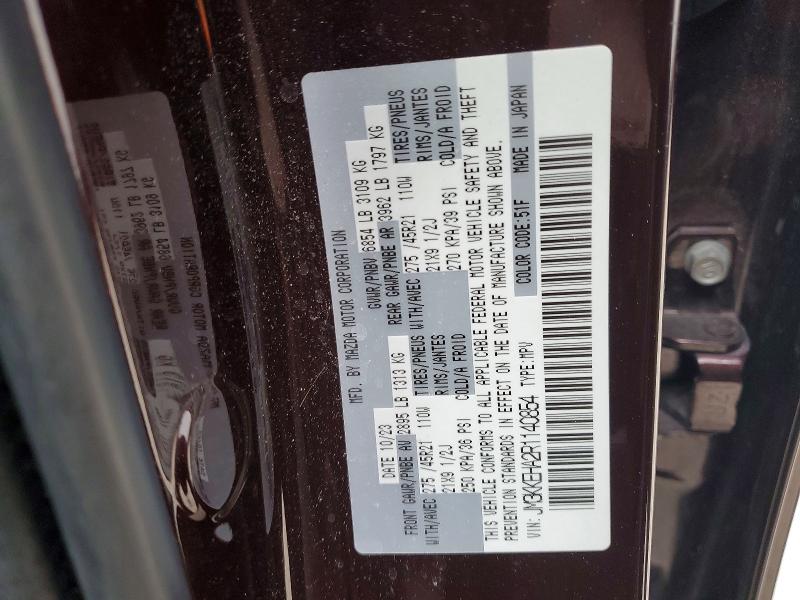 MFD. BY MAZDA MOTOR CORPORATION
DATE 10/23 GVWR/PNBV 6854 LB 3109 KG
FRONT GAWR/PNBE AV 2895 LB 1313 KG REAR GAWR/PNBE AR 3962 LB 1797 KG
WITH/AVEC 275 /45R21 110W TIRES/PNEUS WITH/AVEC 275 /45R21 110W TIRES/PNEUS
21X9 1/2J RIMS/JANTES 21X9 1/2J RIMS/JANTES
250 KPA/36 PSI COLD/A FROID 270 KPA/39 PSI COLD/A FROID
THIS VEHICLE CONFORMS TO ALL APPLICABLE FEDERAL MOTOR VEHICLE SAFETY AND THEFT
PREVENTION STANDARDS IN EFFECT ON THE DATE OF MANUFACTURE SHOWN ABOVE.
VIN: JM3KKEHA2R1140854 TYPE:MPV COLOR CODE:51F MADE IN JAPAN